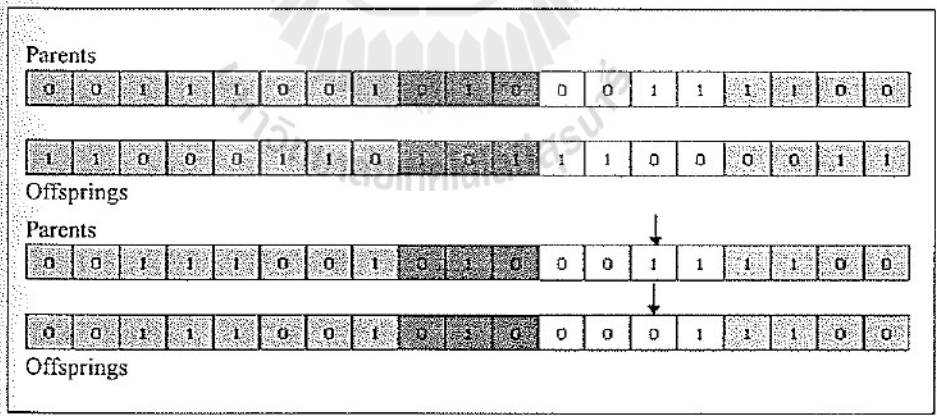 Parents
0 0 1 1 1 0 0 1 0 1 0 0 0 1 1 1 1 0 0
1 1 0 0 0 1 1 0 1 0 1 1 1 0 0 0 0 1 1
Offsprings
Parents
0 0 1 1 1 0 0 1 0 1 0 0 0 1 1 1 1 0 0
0 0 1 1 1 0 0 1 0 1 0 0 0 0 1 1 1 0 0
Offsprings